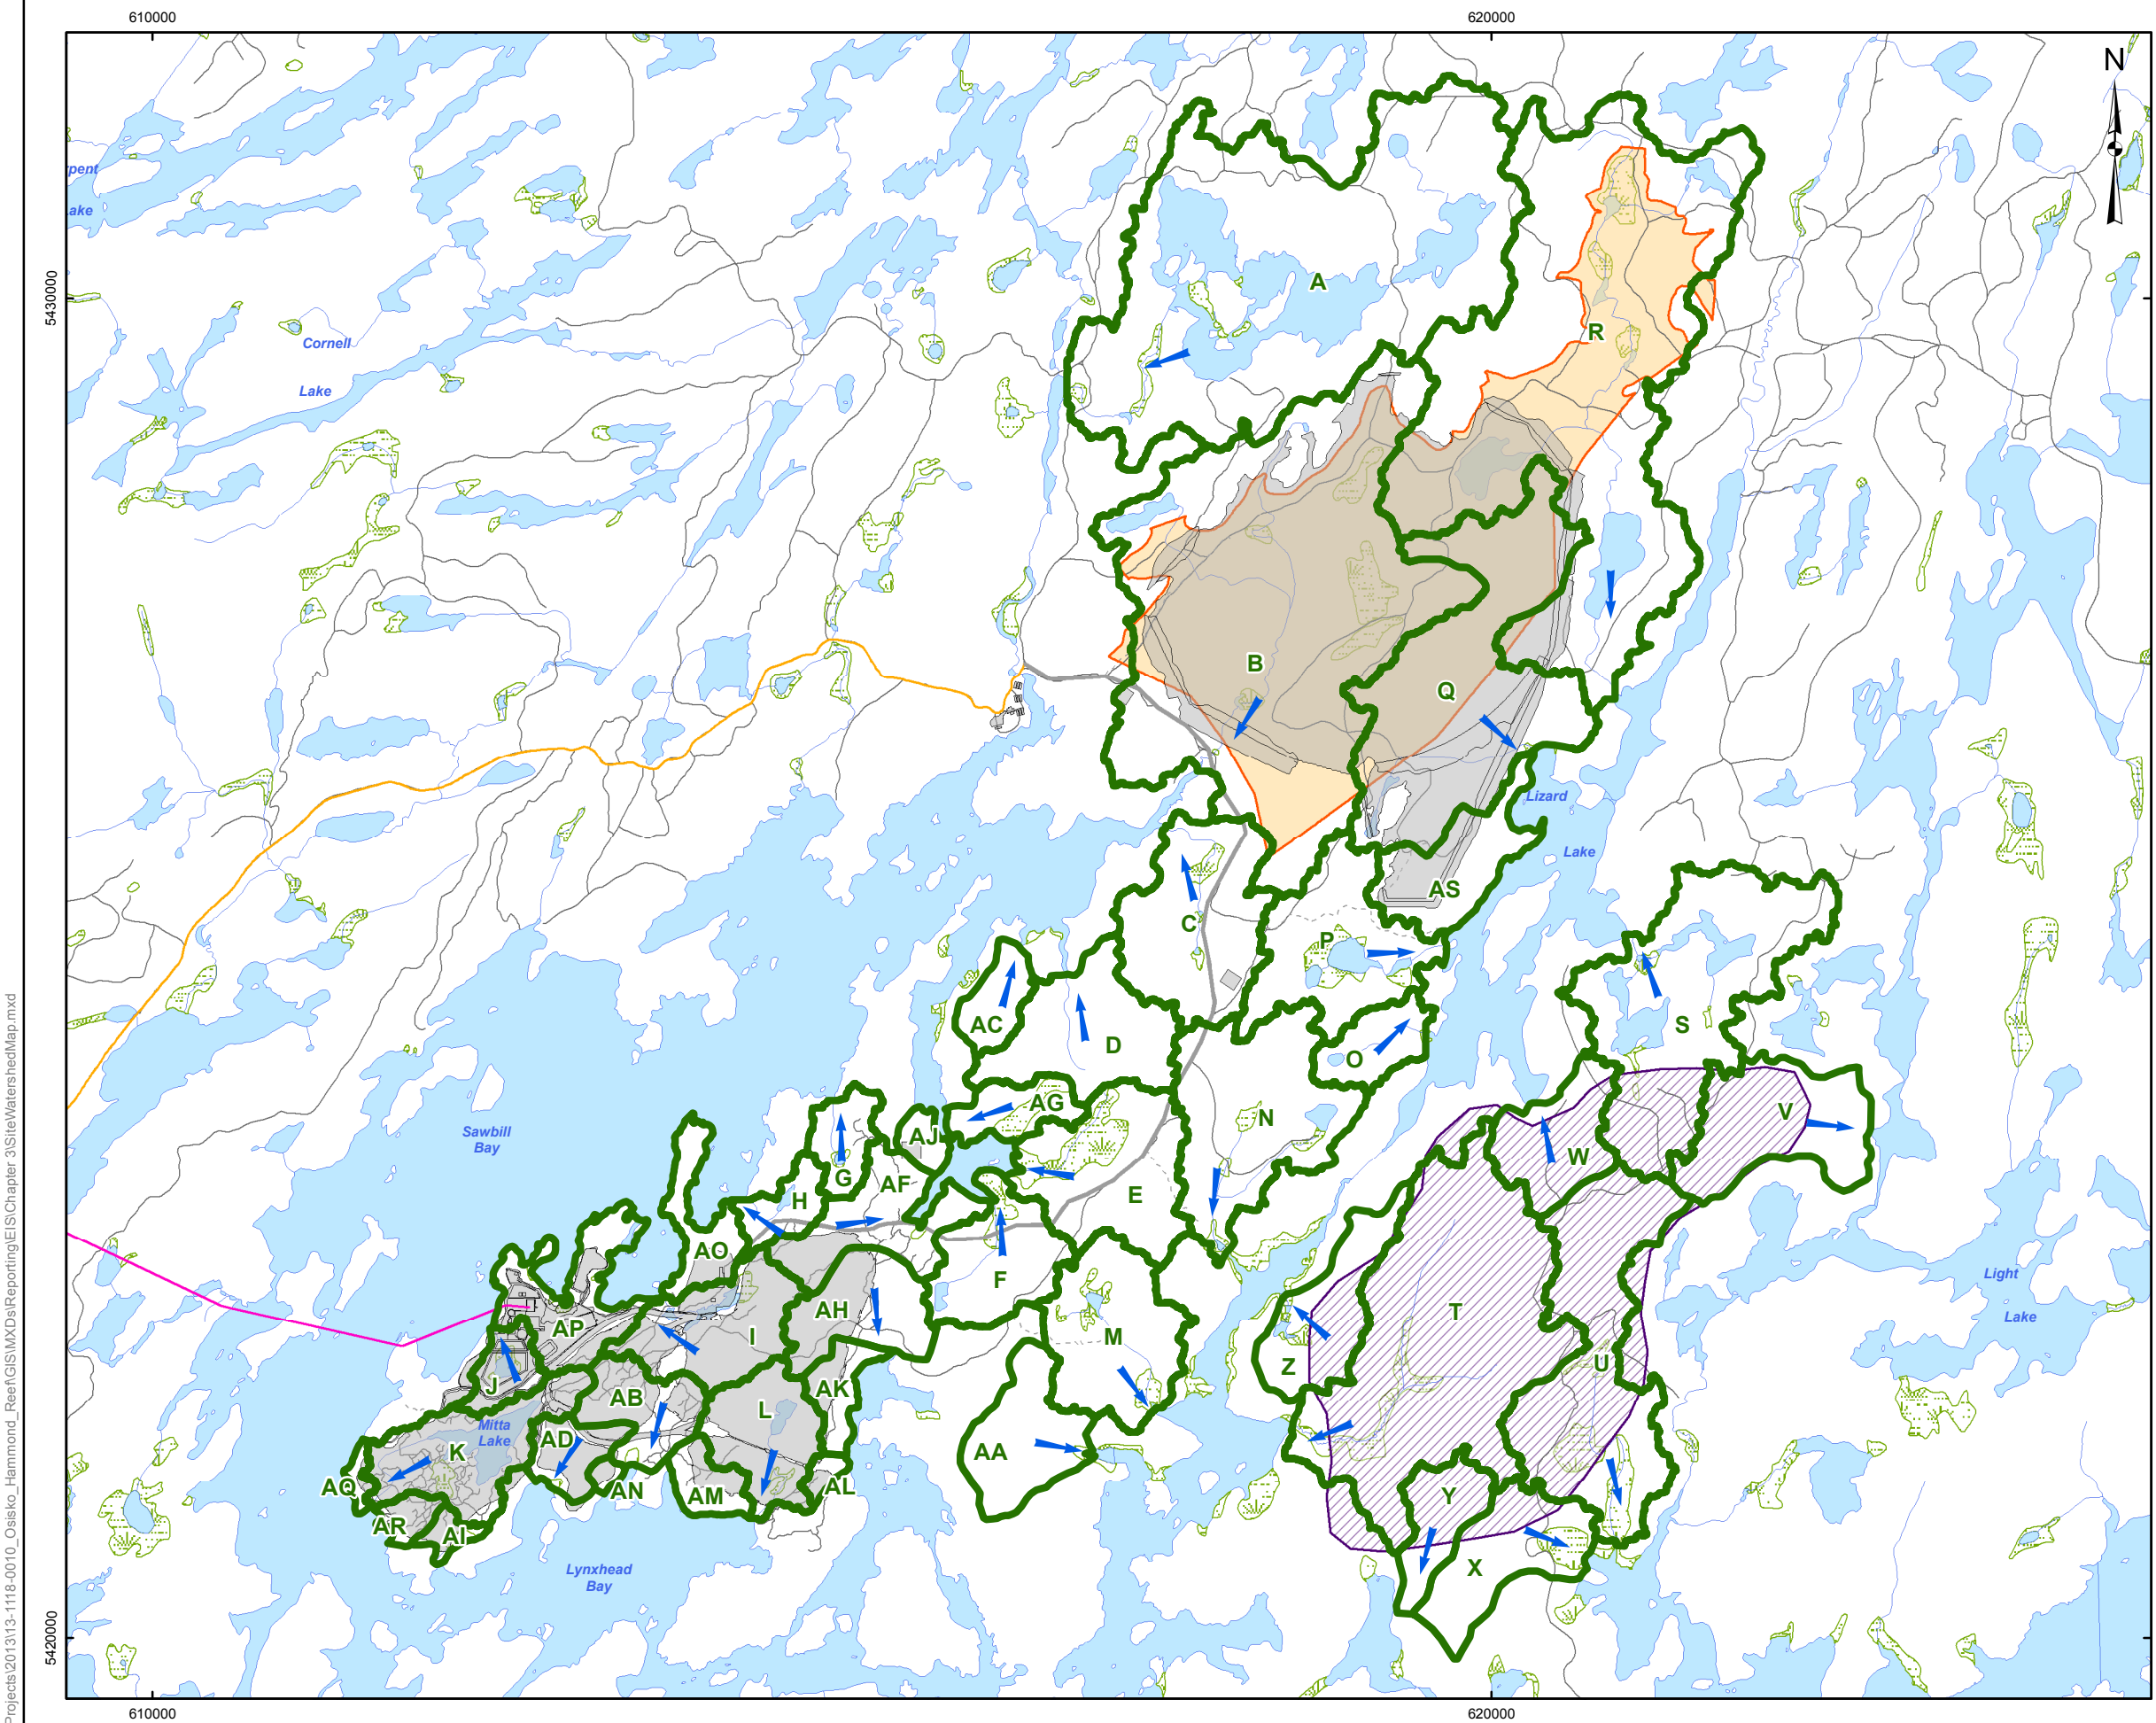 610000
620000
N
rpent
ake
A
5430000
R
Cornell
Lake
B
Q
Lizard
Lake
AS
C
P
AC
S
D
O
AG
V
N
Sawbill
Bay
AJ
W
G
AF
E
H
AO
F
Light
Lake
AH
T
AP
I
M
U
Z
J
AK
AB
L
Mitta
Lake
AD
K
AA
AQ
AN
AM
AL
Y
AR
AI
X
Lynxhead
Bay
5420000
610000
620000
Projects\2013\13-1118-0010_Osisko_Hammond_Reef\GIS\MXDs\Reporting\EIS\Chapter 3\SiteWatershedMap.mxd